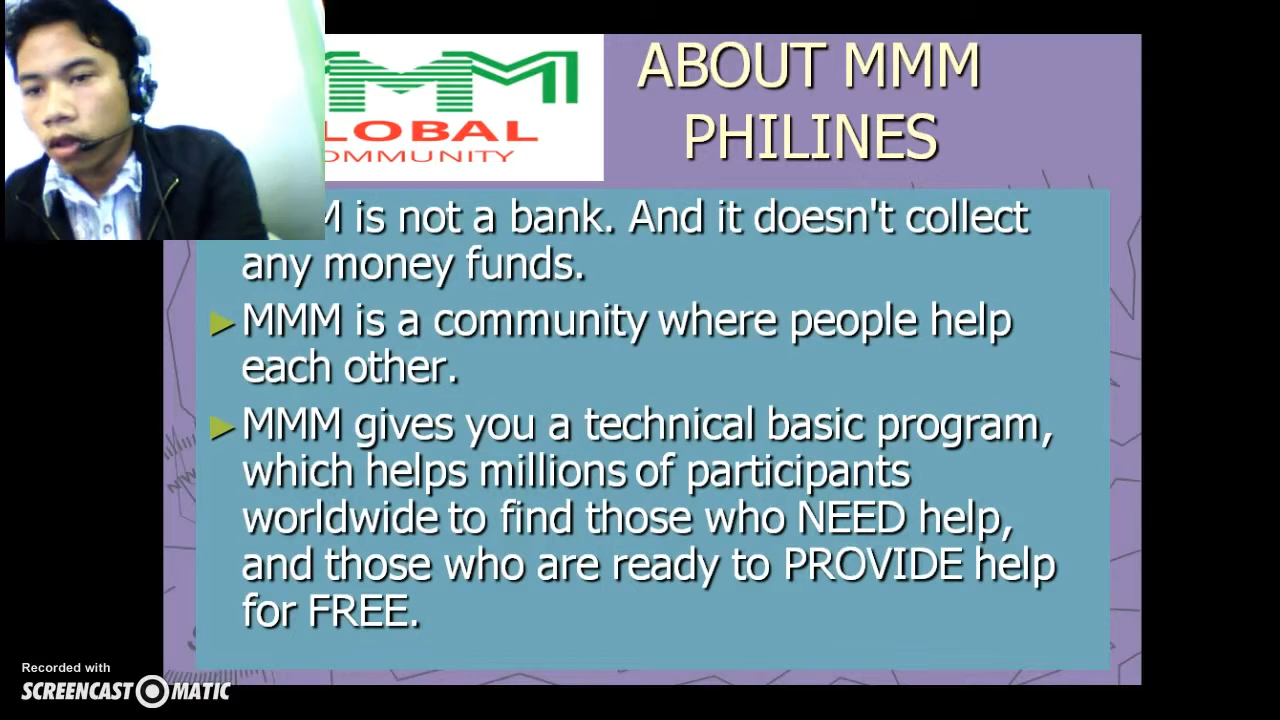 ABOUT MMM
PHILINES
LOBAL
OMMUNITY
M is not a bank. And it doesn't collect
any money funds.
MMM is a community where people help
each other.
MMM gives you a technical basic program,
which helps millions of participants
worldwide to find those who NEED help,
and those who are ready to PROVIDE help
for FREE.
Recorded with
SCREENCAST MATIC